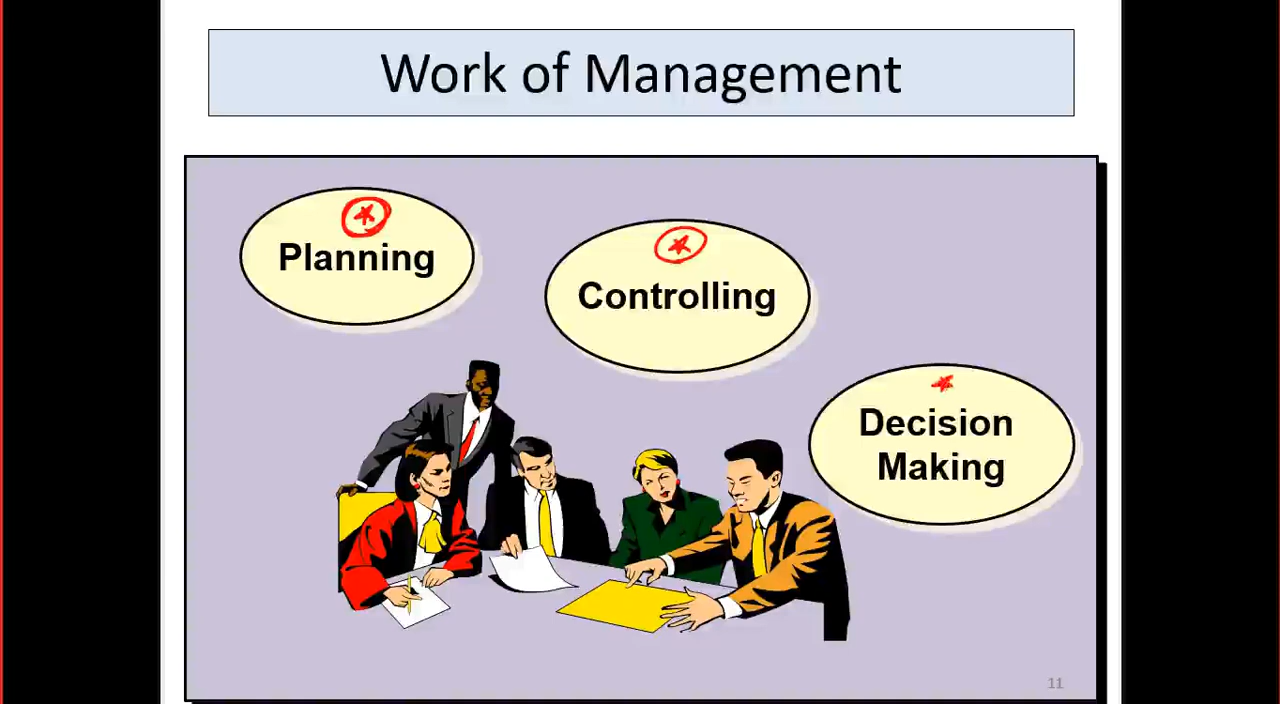 Work of Management
Planning
Controlling
Decision
Making
11